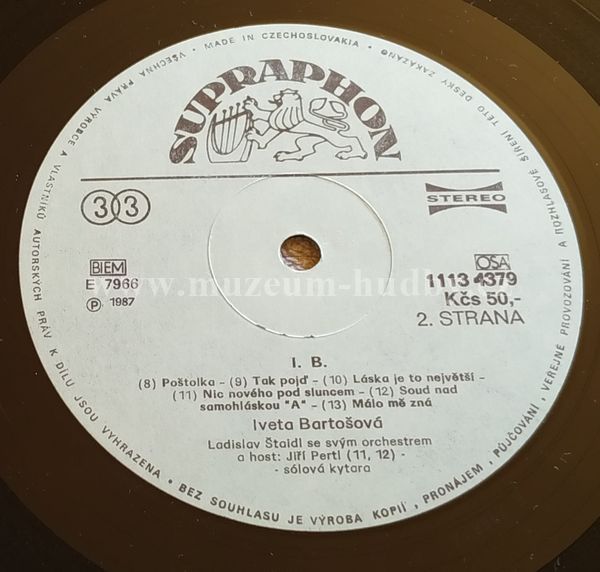 VŠECHNA PRÁVA VÝROBCE A VLASTNÍKŮ AUTORSKÝCH PRÁV K DÍLU JSOU VYHRAZENA • BEZ SOUHLASU JE VÝROBA KOPIÍ, PRONÁJEM, PŮJČOVÁNÍ, VEŘEJNÉ PROVOZOVÁNÍ A ROZHLASOVÉ ŠÍŘENÍ TÉTO DESKY ZAKÁZÁNO • MADE IN CZECHOSLOVAKIA •
SUPRAPHON
33
STEREO
BIEM
E 7966
Ⓟ 1987
OSA
1113 4379
Kčs 50,-
2. STRANA
www.muzeum-hudby
I. B.
(8) Poštolka - (9) Tak pojď - (10) Láska je to největší -
(11) Nic nového pod sluncem - (12) Soud nad
samohláskou "A" - (13) Málo mě zná
Iveta Bartošová
Ladislav Štaidl se svým orchestrem
a host: Jiří Pertl (11, 12) -
- sólová kytara